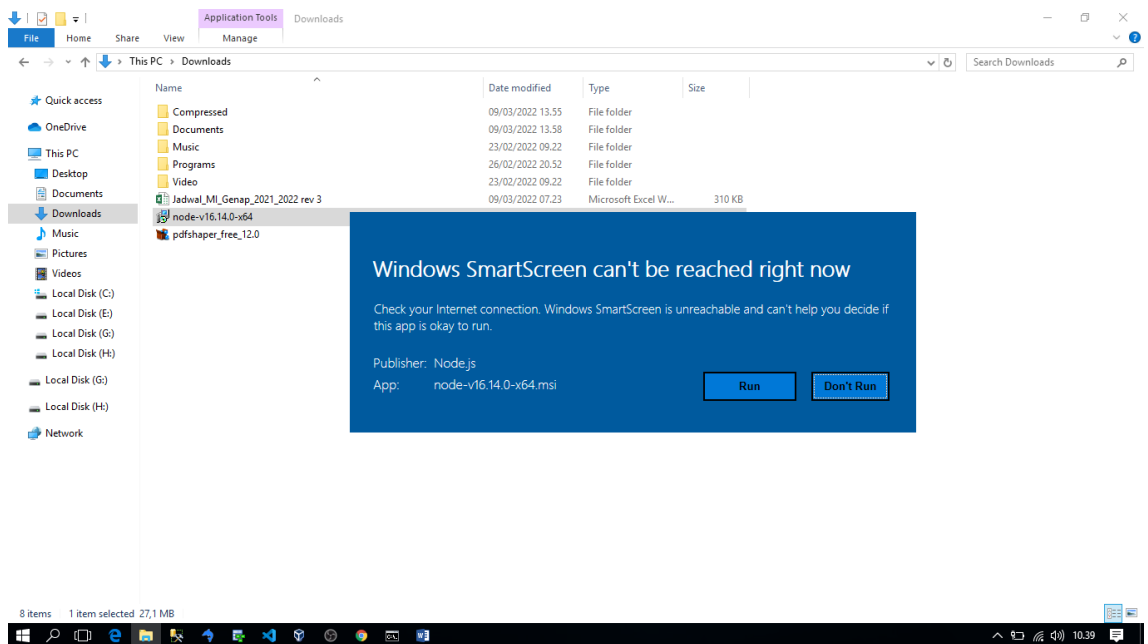 Application Tools
Downloads
File
Home
Share
View
Manage
This PC
Downloads
Search Downloads
Name
Date modified
Type
Size
Quick access
OneDrive
This PC
Desktop
Documents
Downloads
Music
Pictures
Videos
Local Disk (C:)
Local Disk (E:)
Local Disk (G:)
Local Disk (H:)
Local Disk (G:)
Local Disk (H:)
Network
Compressed 09/03/2022 13.55 File folder
Documents 09/03/2022 13.58 File folder
Music 23/02/2022 09.22 File folder
Programs 26/02/2022 20.52 File folder
Video 23/02/2022 09.22 File folder
Jadwal_MI_Genap_2021_2022 rev 3 09/03/2022 07.23 Microsoft Excel W... 310 KB
node-v16.14.0-x64
pdfshaper_free_12.0
Windows SmartScreen can't be reached right now
Check your Internet connection. Windows SmartScreen is unreachable and can't help you decide if
this app is okay to run.
Publisher: Node.js
App: node-v16.14.0-x64.msi
Run
Don't Run
8 items 1 item selected 27,1 MB
10.39